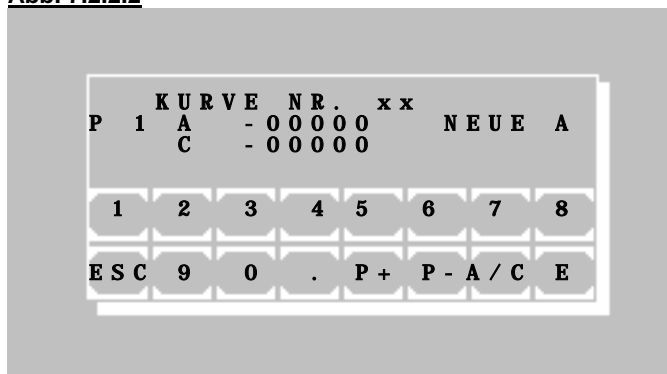 Abb. 7.2.2.2
KURVE NR. xx
P 1 A -00000 NEUE A
C -00000
1 2 3 4 5 6 7 8
ESC 9 0 . P+ P- A/C E